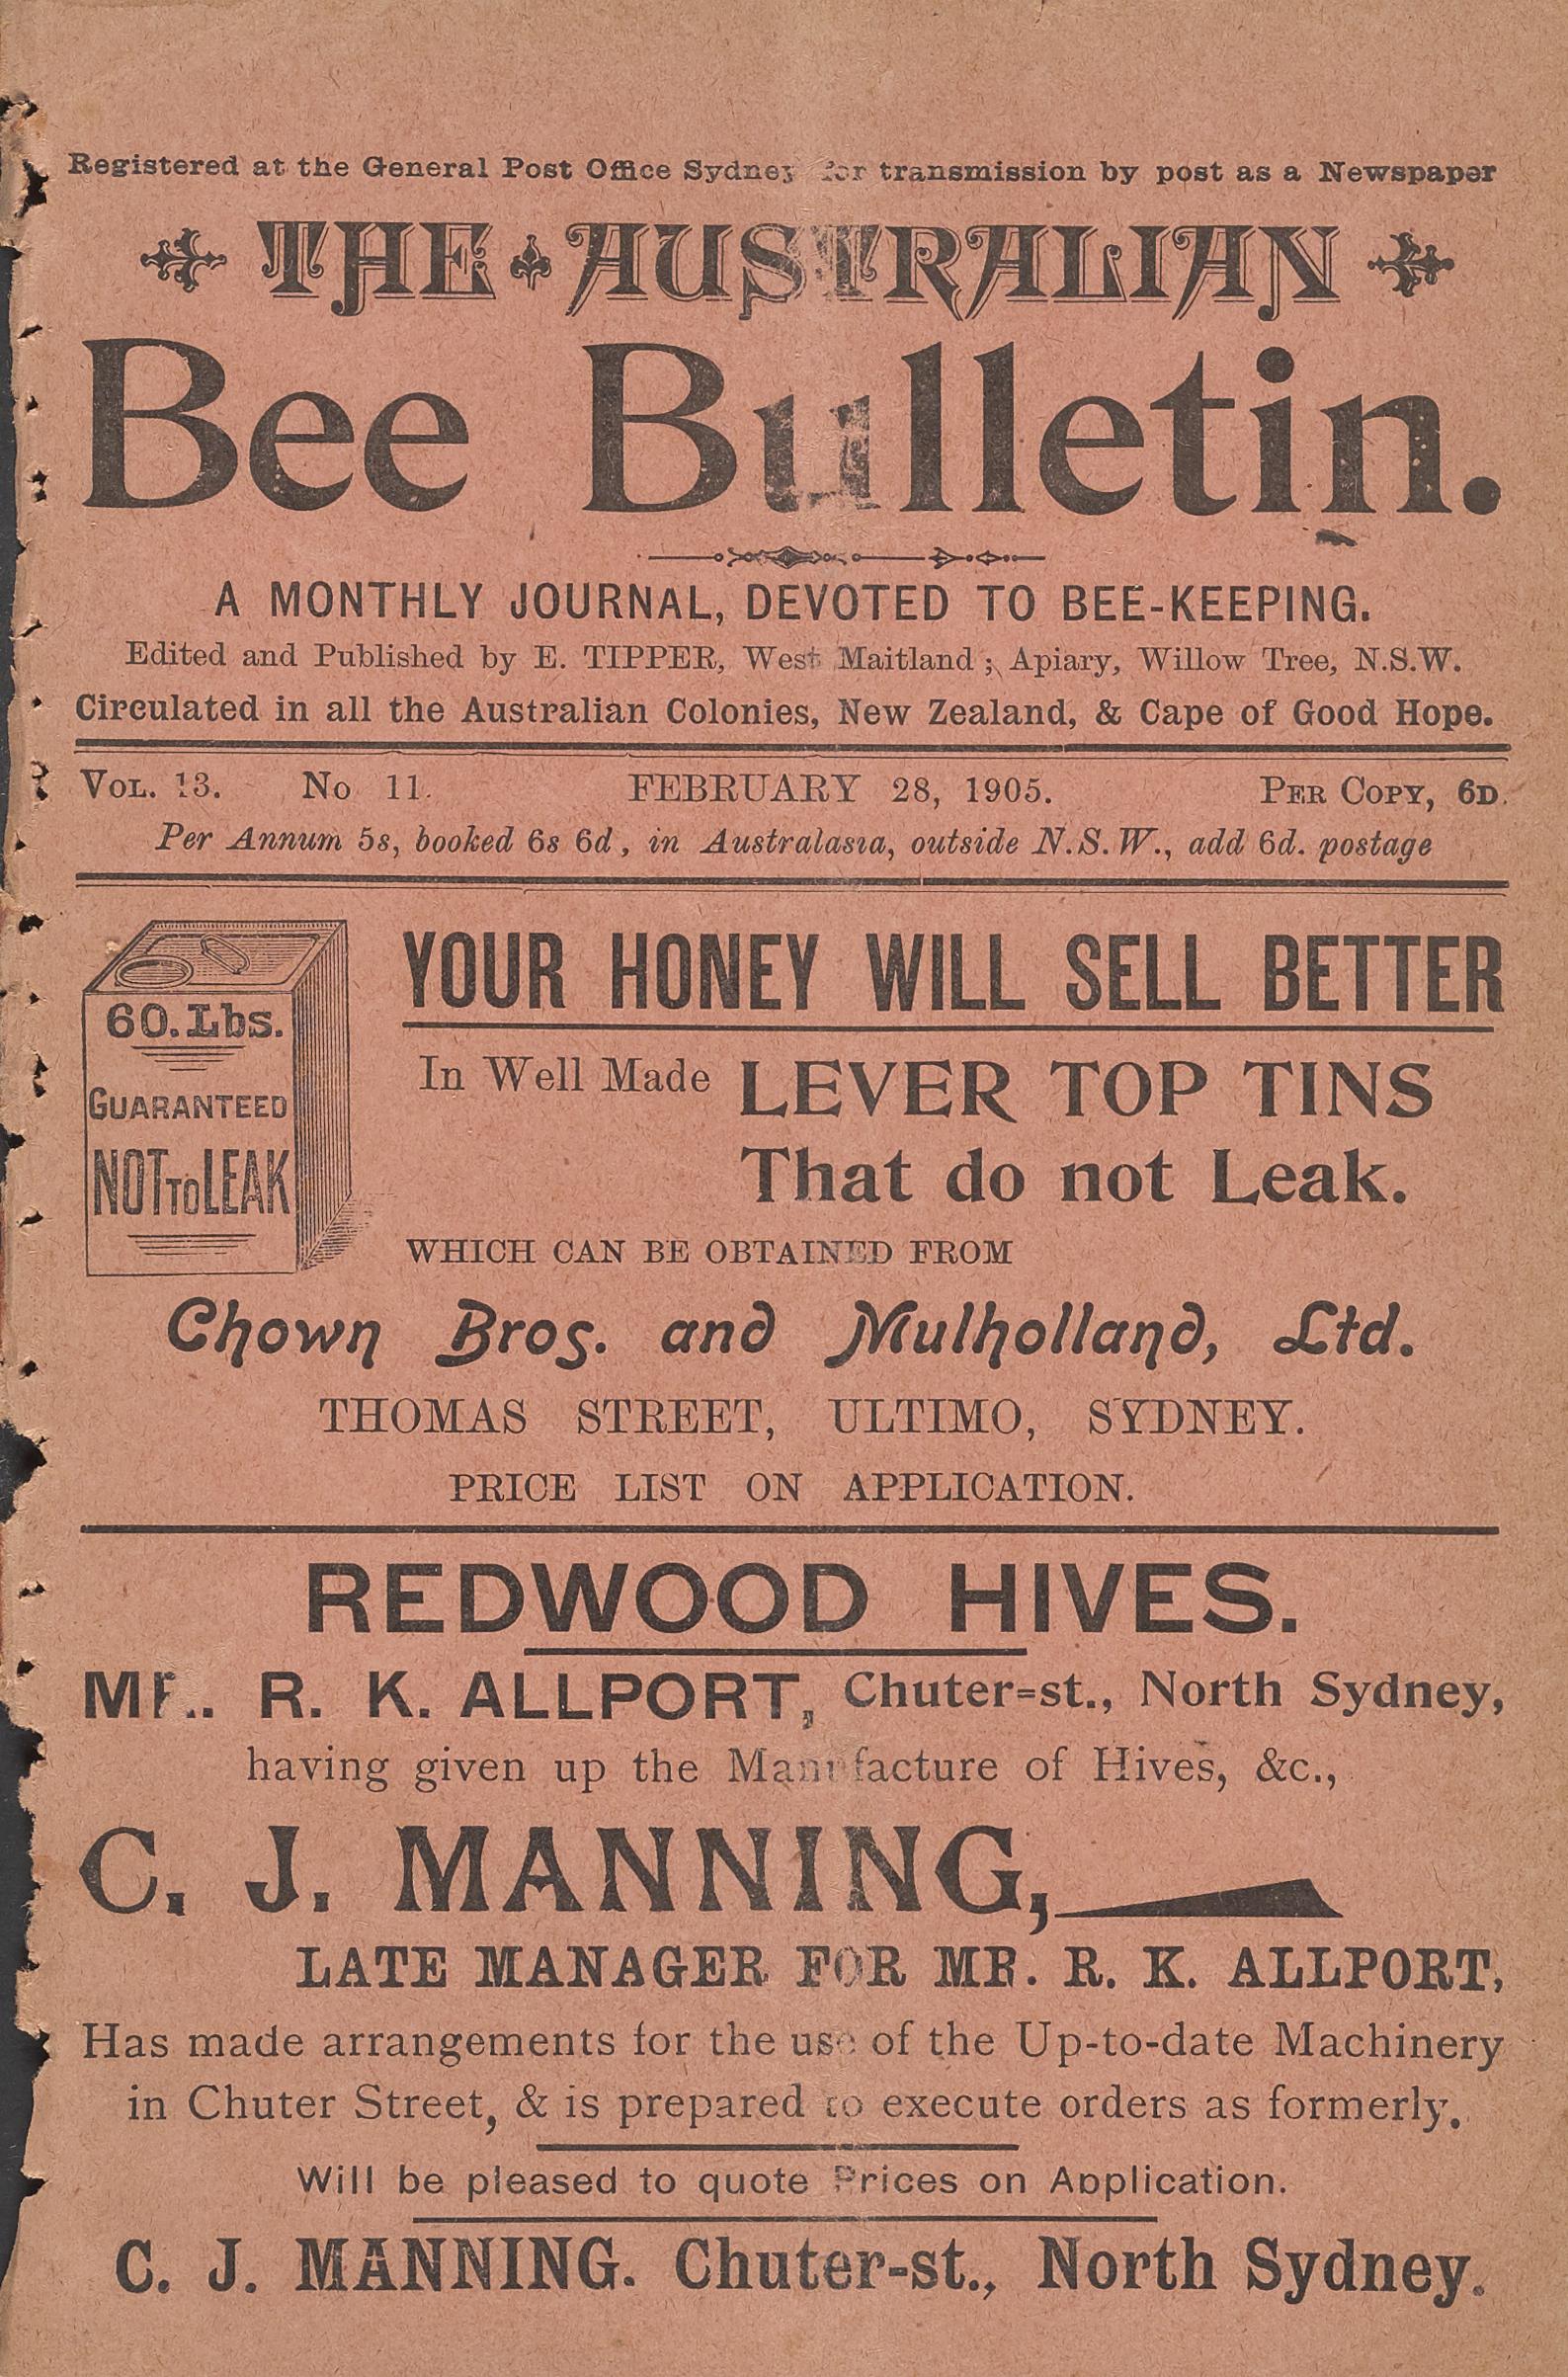 Registered at the General Post Office Sydney for transmission by post as a Newspaper
THE AUSTRALIAN
Bee Bulletin.
A MONTHLY JOURNAL, DEVOTED TO BEE-KEEPING.
Edited and Published by E. TIPPER, West Maitland; Apiary, Willow Tree, N.S.W.
Circulated in all the Australian Colonies, New Zealand, & Cape of Good Hope.
VOL. 13. No 11. FEBRUARY 28, 1905. PER COPY, 6D.
Per Annum 5s, booked 6s 6d, in Australasia, outside N.S.W., add 6d. postage
60. Lbs.
GUARANTEED
NOT TO LEAK
YOUR HONEY WILL SELL BETTER
In Well Made LEVER TOP TINS
That do not Leak.
WHICH CAN BE OBTAINED FROM
Chown Bros. and Mulholland, Ltd.
THOMAS STREET, ULTIMO, SYDNEY.
PRICE LIST ON APPLICATION.
REDWOOD HIVES.
MR. R. K. ALLPORT, Chuter-st., North Sydney,
having given up the Manufacture of Hives, &c.,
C. J. MANNING,
LATE MANAGER FOR MR. R. K. ALLPORT,
Has made arrangements for the use of the Up-to-date Machinery
in Chuter Street, & is prepared to execute orders as formerly.
Will be pleased to quote Prices on Application.
C. J. MANNING. Chuter-st., North Sydney.